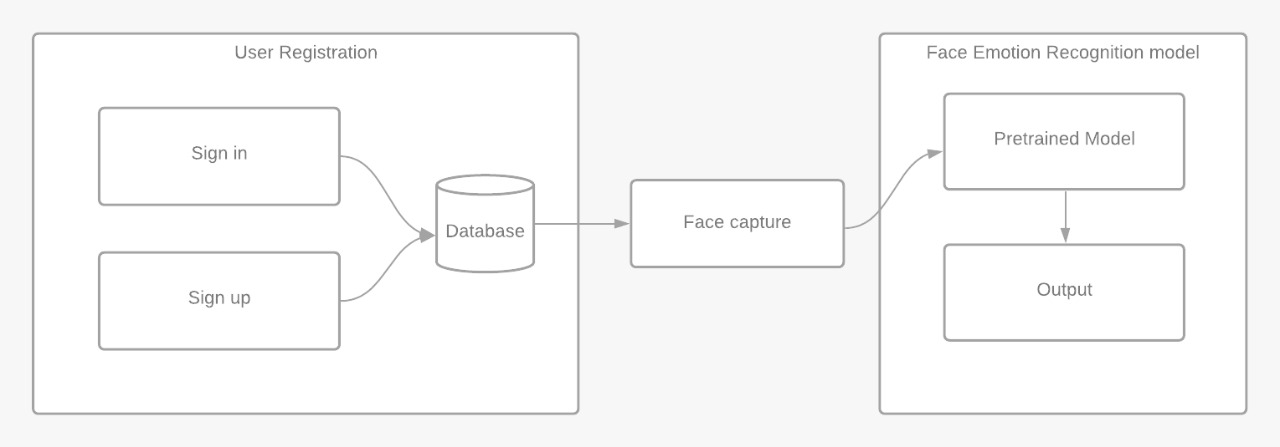 User Registration
Sign in
Sign up
Database
Face capture
Face Emotion Recognition model
Pretrained Model
Output